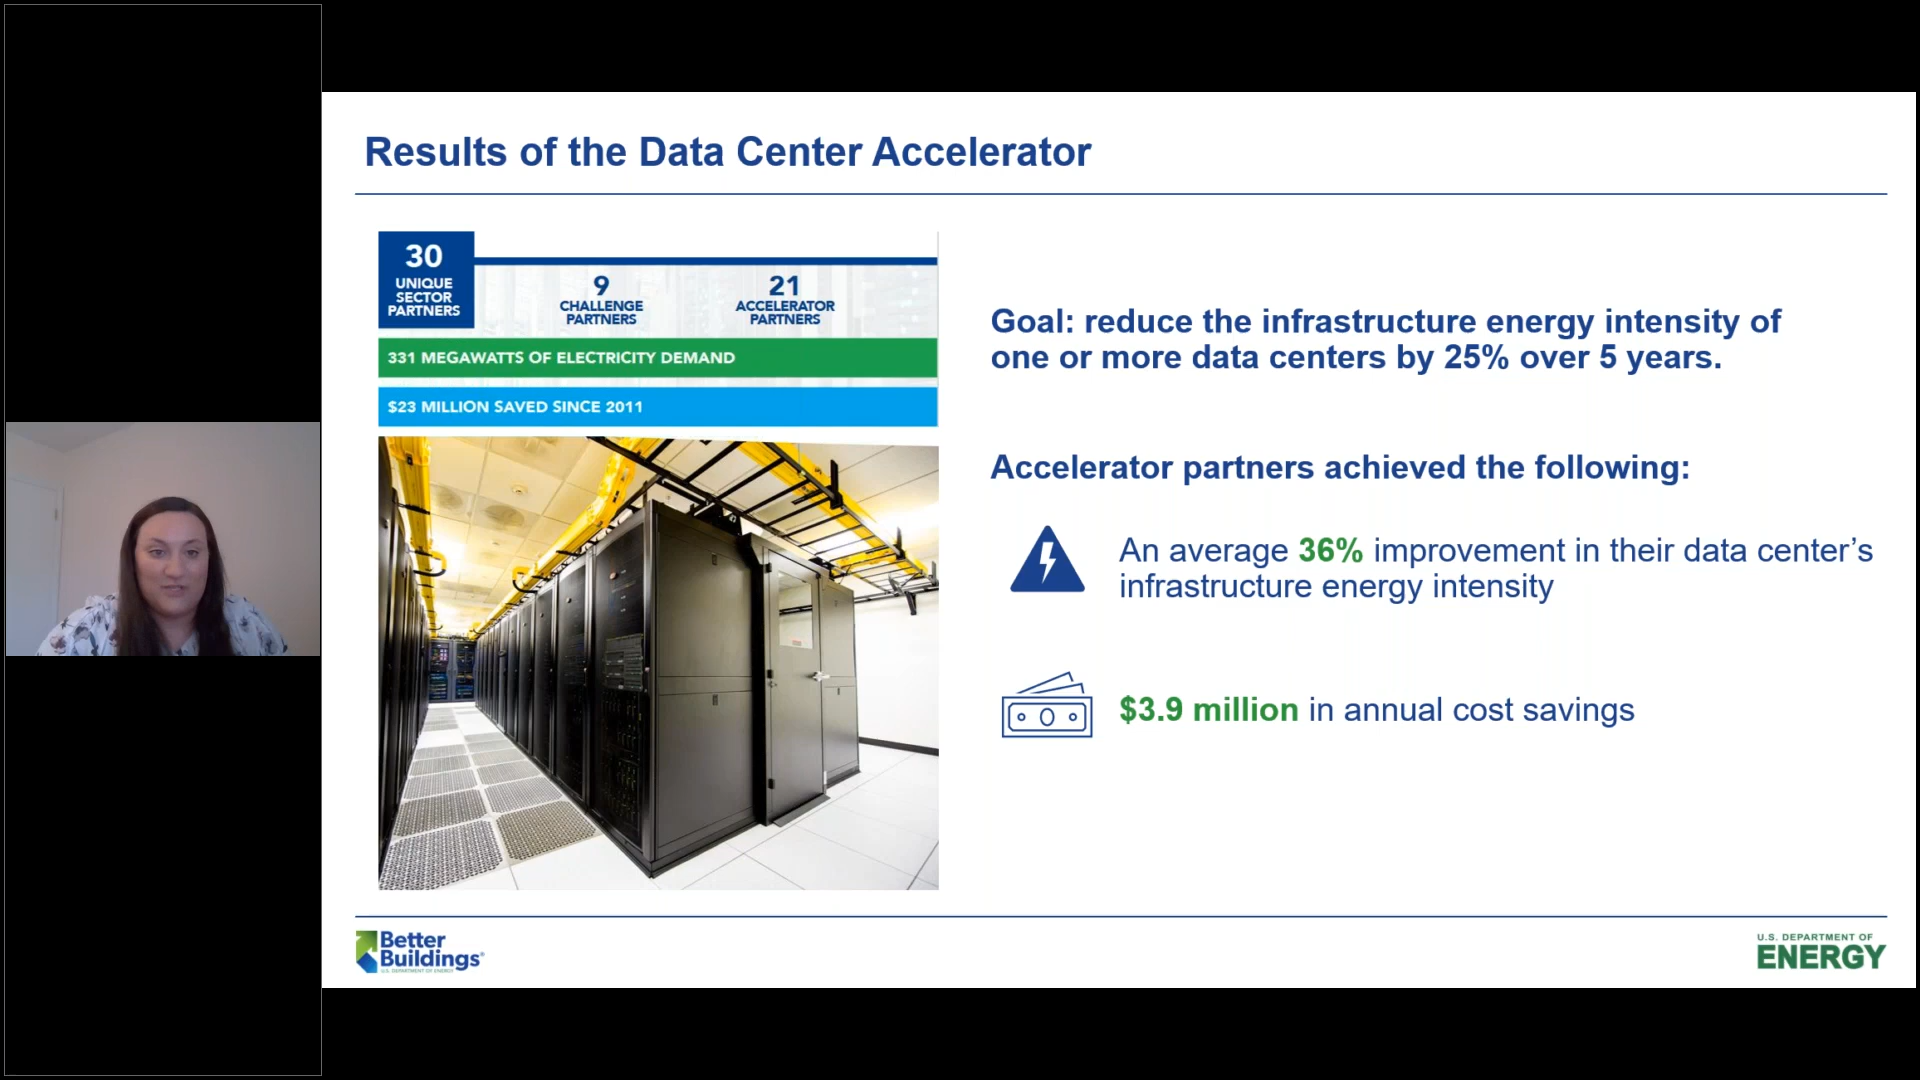 Results of the Data Center Accelerator
30
UNIQUE
SECTOR
PARTNERS
9
CHALLENGE
PARTNERS
21
ACCELERATOR
PARTNERS
331 MEGAWATTS OF ELECTRICITY DEMAND
$23 MILLION SAVED SINCE 2011
Goal: reduce the infrastructure energy intensity of
one or more data centers by 25% over 5 years.
Accelerator partners achieved the following:
An average 36% improvement in their data center’s
infrastructure energy intensity
$3.9 million in annual cost savings
Better
Buildings®
U.S. DEPARTMENT OF ENERGY
U.S. DEPARTMENT OF
ENERGY